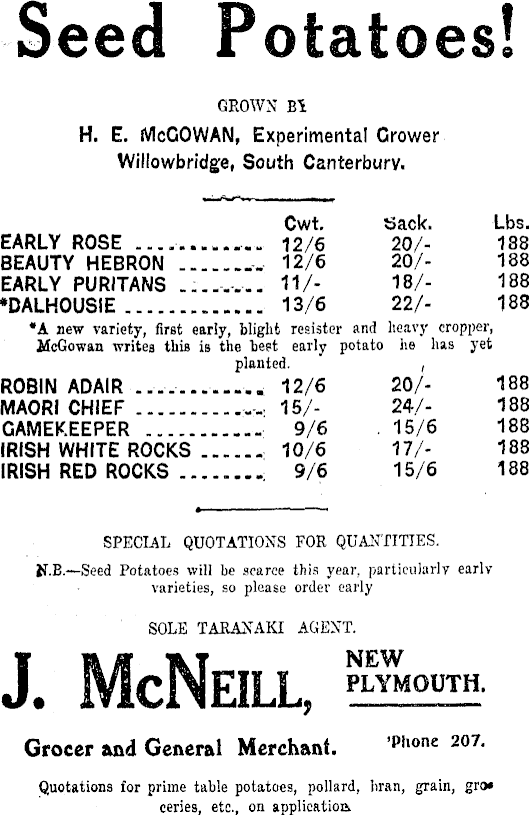 Seed Potatoes!
GROWN BY
H. E. McGOWAN, Experimental Grower
Willowbridge, South Canterbury.
Cwt. Sack. Lbs.
EARLY ROSE ............. 12/6 20/- 188
BEAUTY HEBRON ........ 12/6 20/- 188
EARLY PURITANS ........ 11/- 18/- 188
*DALHOUSIE ............. 13/6 22/- 188
*A new variety, first early, blight resister and heavy cropper,
McGowan writes this is the best early potato he has yet
planted.
ROBIN ADAIR ............ 12/6 20/- 188
MAORI CHIEF ............ 15/- 24/- 188
GAMEKEEPER ........... 9/6 15/6 188
IRISH WHITE ROCKS ...... 10/6 17/- 188
IRISH RED ROCKS ........ 9/6 15/6 188
SPECIAL QUOTATIONS FOR QUANTITIES.
N.B.—Seed Potatoes will be scarce this year, particularly early
varieties, so please order early
SOLE TARANAKI AGENT.
J. McNEILL, NEW
PLYMOUTH.
Grocer and General Merchant. 'Phone 207.
Quotations for prime table potatoes, pollard, bran, grain, gro-
ceries, etc., on application